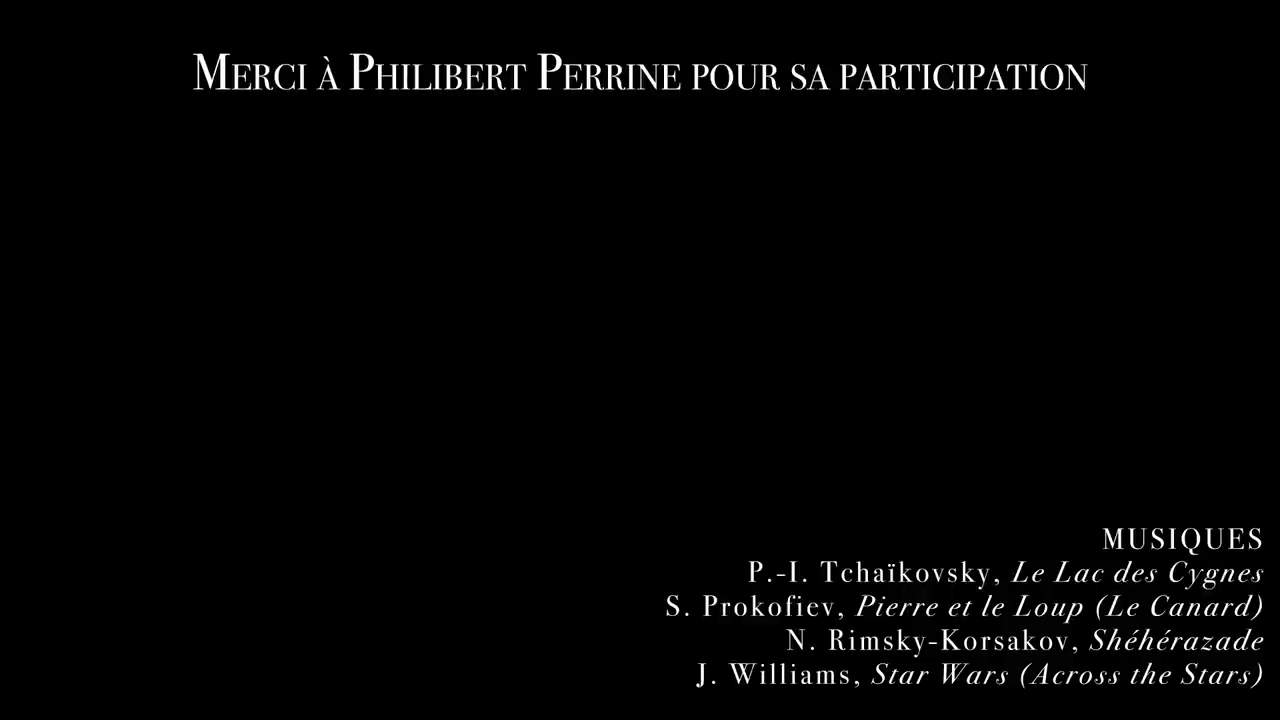 Merci à Philibert Perrine pour sa participation
MUSIQUES
P.-I. Tchaïkovsky, Le Lac des Cygnes
S. Prokofiev, Pierre et le Loup (Le Canard)
N. Rimsky-Korsakov, Shéhérazade
J. Williams, Star Wars (Across the Stars)